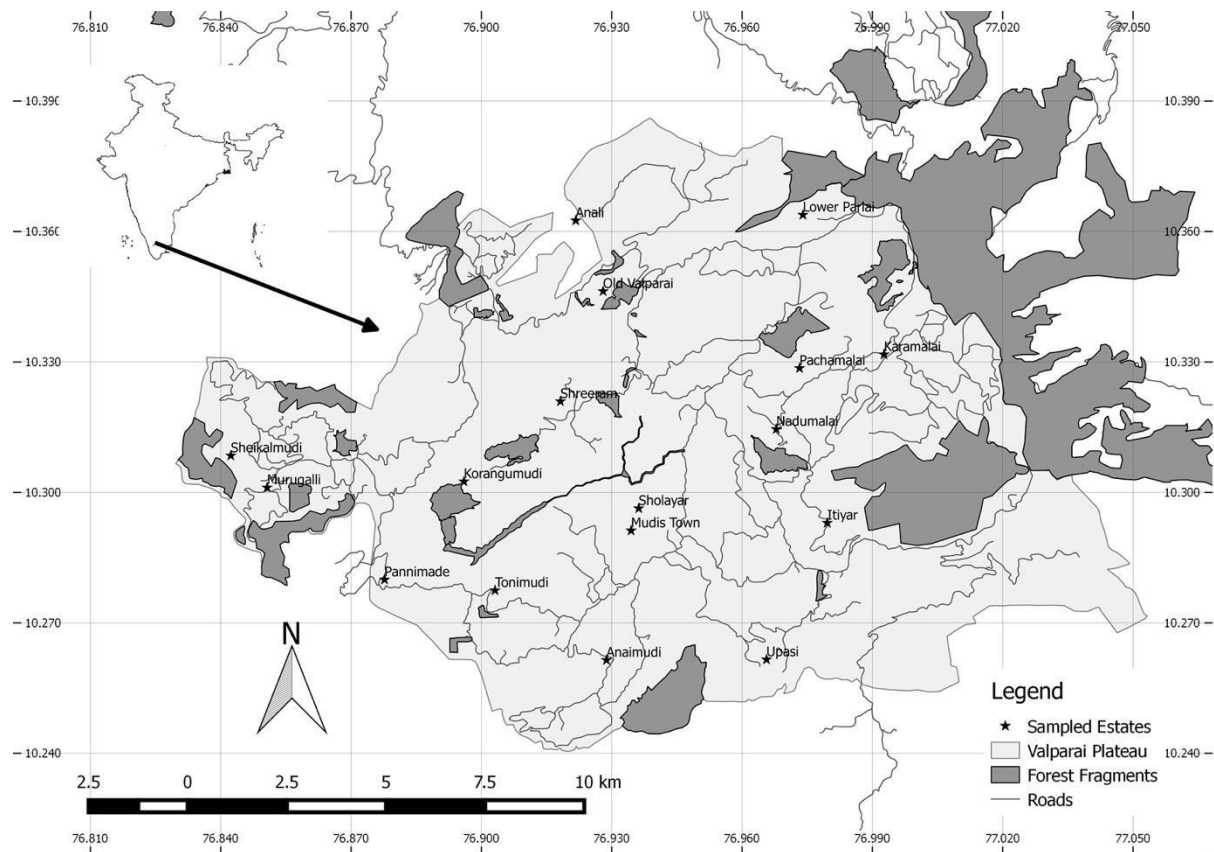 76.810 76.840 76.870 76.900 76.930 76.960 76.990 77.020 77.050
10.390 10.390
Anali
Lower Parlai
10.360 10.360
Old Valparai
10.330 10.330
Karamalai
Pachamalai
Shreeram
Nadumalai
Sheikalmudi
Murugalli
Korangumudi
10.300 10.300
Sholayar
Mudis Town
Itiyar
Pannimade
Tonimudi
10.270 10.270
Anaimudi
Upasi
N
Legend
Sampled Estates
Valparai Plateau
Forest Fragments
Roads
10.240 10.240
2.5 0 2.5 5 7.5 10 km
76.810 76.840 76.870 76.900 76.930 76.960 76.990 77.020 77.050